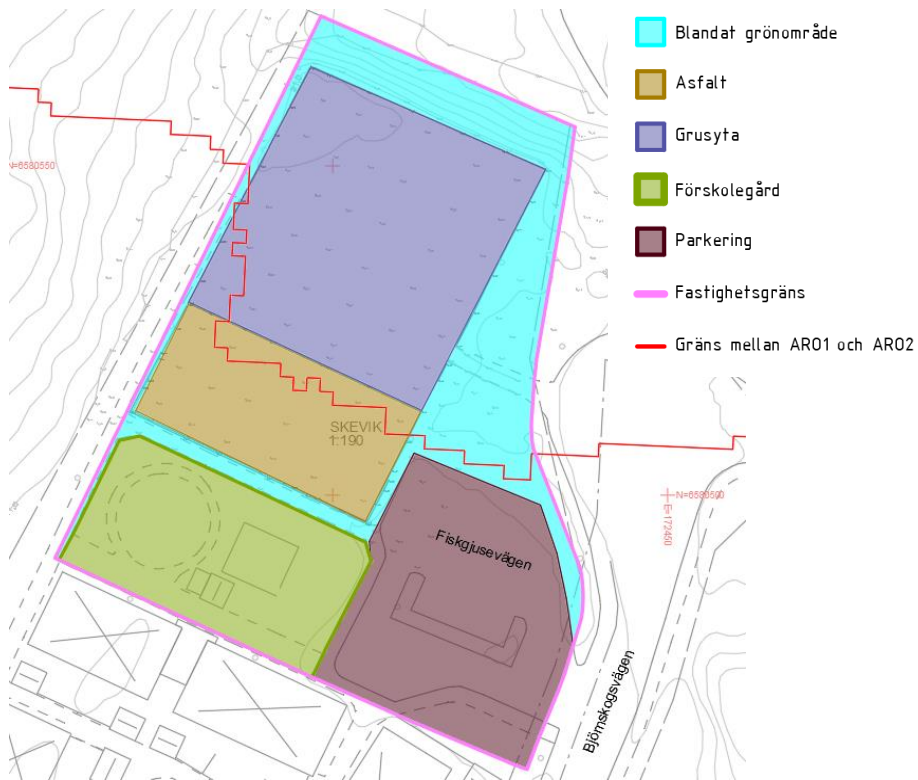 Blandat grönområde
Asfalt
Grusyta
Förskolegård
Parkering
Fastighetsgräns
Gräns mellan ARO1 och ARO2
N=6580550
SKEVIK
1:190
N=6580500
E=172450
Fiskgjusevägen
Björnskogsvägen